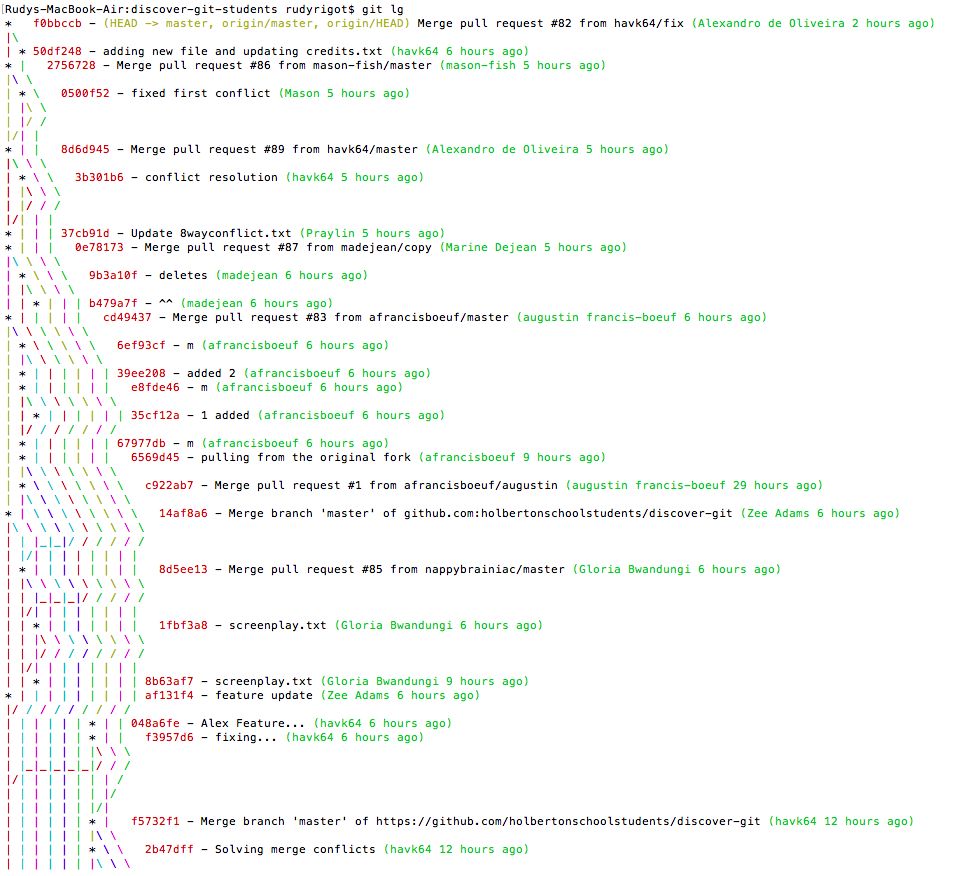 Rudys-MacBook-Air:discover-git-students rudyrigot$ git lg
*   f0bbccb - (HEAD -> master, origin/master, origin/HEAD) Merge pull request #82 from havk64/fix (Alexandro de Oliveira 2 hours ago)
* 50df248 - adding new file and updating credits.txt (havk64 6 hours ago)
* 2756728 - Merge pull request #86 from mason-fish/master (mason-fish 5 hours ago)
* 0500f52 - fixed first conflict (Mason 5 hours ago)
* 8d6d945 - Merge pull request #89 from havk64/master (Alexandro de Oliveira 5 hours ago)
* 3b301b6 - conflict resolution (havk64 5 hours ago)
* 37cb91d - Update 8wayconflict.txt (Praylin 5 hours ago)
* 0e78173 - Merge pull request #87 from madejean/copy (Marine Dejean 5 hours ago)
* 9b3a10f - deletes (madejean 6 hours ago)
* b479a7f - ^^ (madejean 6 hours ago)
* cd49437 - Merge pull request #83 from afrancisboeuf/master (augustin francis-boeuf 6 hours ago)
* 6ef93cf - m (afrancisboeuf 6 hours ago)
* 39ee208 - added 2 (afrancisboeuf 6 hours ago)
* e8fde46 - m (afrancisboeuf 6 hours ago)
* 35cf12a - 1 added (afrancisboeuf 6 hours ago)
* 67977db - m (afrancisboeuf 6 hours ago)
* 6569d45 - pulling from the original fork (afrancisboeuf 9 hours ago)
* c922ab7 - Merge pull request #1 from afrancisboeuf/augustin (augustin francis-boeuf 29 hours ago)
* 14af8a6 - Merge branch 'master' of github.com:holbertonschoolstudents/discover-git (Zee Adams 6 hours ago)
* 8d5ee13 - Merge pull request #85 from nappybrainiac/master (Gloria Bwandungi 6 hours ago)
* 1fbf3a8 - screenplay.txt (Gloria Bwandungi 6 hours ago)
* 8b63af7 - screenplay.txt (Gloria Bwandungi 9 hours ago)
* af131f4 - feature update (Zee Adams 6 hours ago)
* 048a6fe - Alex Feature... (havk64 6 hours ago)
* f3957d6 - fixing... (havk64 6 hours ago)
* f5732f1 - Merge branch 'master' of https://github.com/holbertonschoolstudents/discover-git (havk64 12 hours ago)
* 2b47dff - Solving merge conflicts (havk64 12 hours ago)